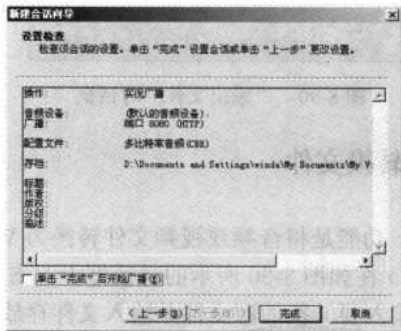 新建会话向导
设置检查
检查该会话的设置。单击“完成”设置会话或单击“上一步”更改设置。
操作: 实况广播
音频设备: (默认的音频设备)
广播: 端口 8080 (HTTP)
配置文件: 多比特率音频(CBR)
存档: D:\Documents and Settings\winda\My Documents\My V
标题:
作者:
版权:
分级:
描述:
单击“完成”后开始广播(I)
<上一步(B) 下一步(N)> 完成 取消